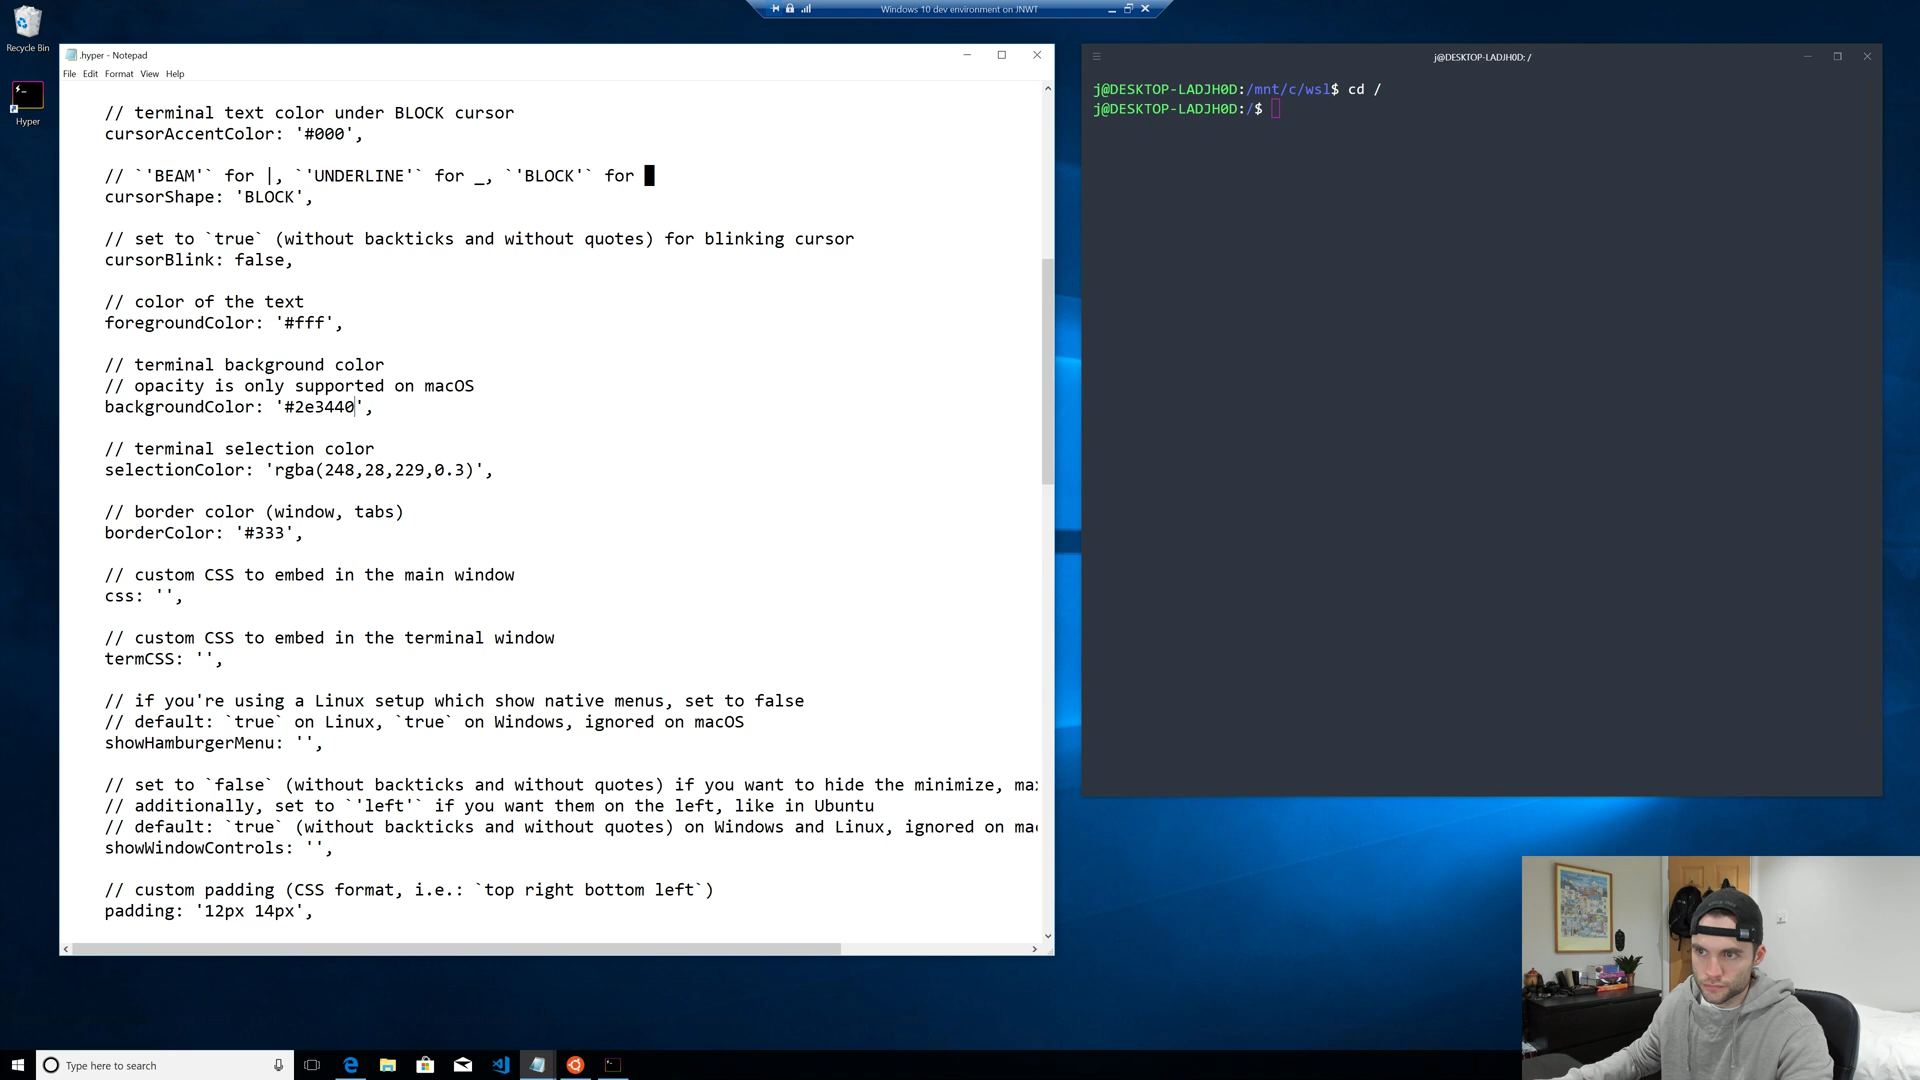 Windows 10 dev environment on JNWT
Recycle Bin
Hyper
.hyper - Notepad
File Edit Format View Help
// terminal text color under BLOCK cursor
cursorAccentColor: '#000',
// `'BEAM'` for |, `'UNDERLINE'` for _, `'BLOCK'` for █
cursorShape: 'BLOCK',
// set to `true` (without backticks and without quotes) for blinking cursor
cursorBlink: false,
// color of the text
foregroundColor: '#fff',
// terminal background color
// opacity is only supported on macOS
backgroundColor: '#2e3440',
// terminal selection color
selectionColor: 'rgba(248,28,229,0.3)',
// border color (window, tabs)
borderColor: '#333',
// custom CSS to embed in the main window
css: '',
// custom CSS to embed in the terminal window
termCSS: '',
// if you're using a Linux setup which show native menus, set to false
// default: `true` on Linux, `true` on Windows, ignored on macOS
showHamburgerMenu: '',
// set to `false` (without backticks and without quotes) if you want to hide the minimize, ma
// additionally, set to `'left'` if you want them on the left, like in Ubuntu
// default: `true` (without backticks and without quotes) on Windows and Linux, ignored on ma
showWindowControls: '',
// custom padding (CSS format, i.e.: `top right bottom left`)
padding: '12px 14px',
j@DESKTOP-LADJH0D: /
j@DESKTOP-LADJH0D:/mnt/c/wsl$ cd /
j@DESKTOP-LADJH0D:/$
Type here to search